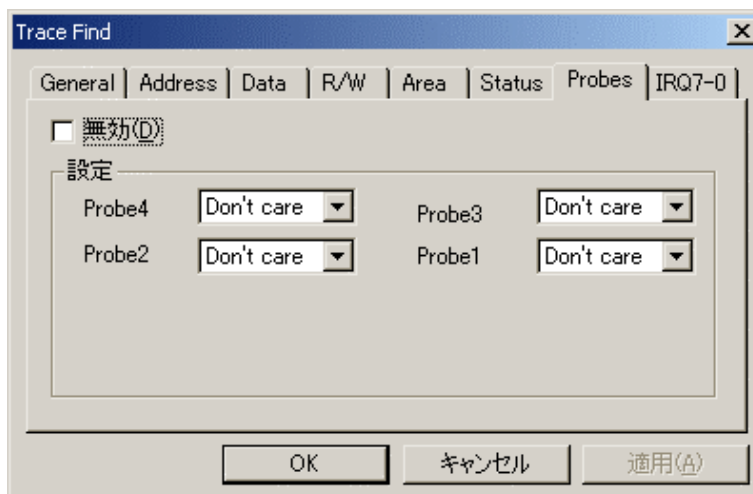 Trace Find
General Address Data R/W Area Status Probes IRQ7-0
無効(D)
設定
Probe4 Don't care Probe3 Don't care
Probe2 Don't care Probe1 Don't care
OK キャンセル 適用(A)